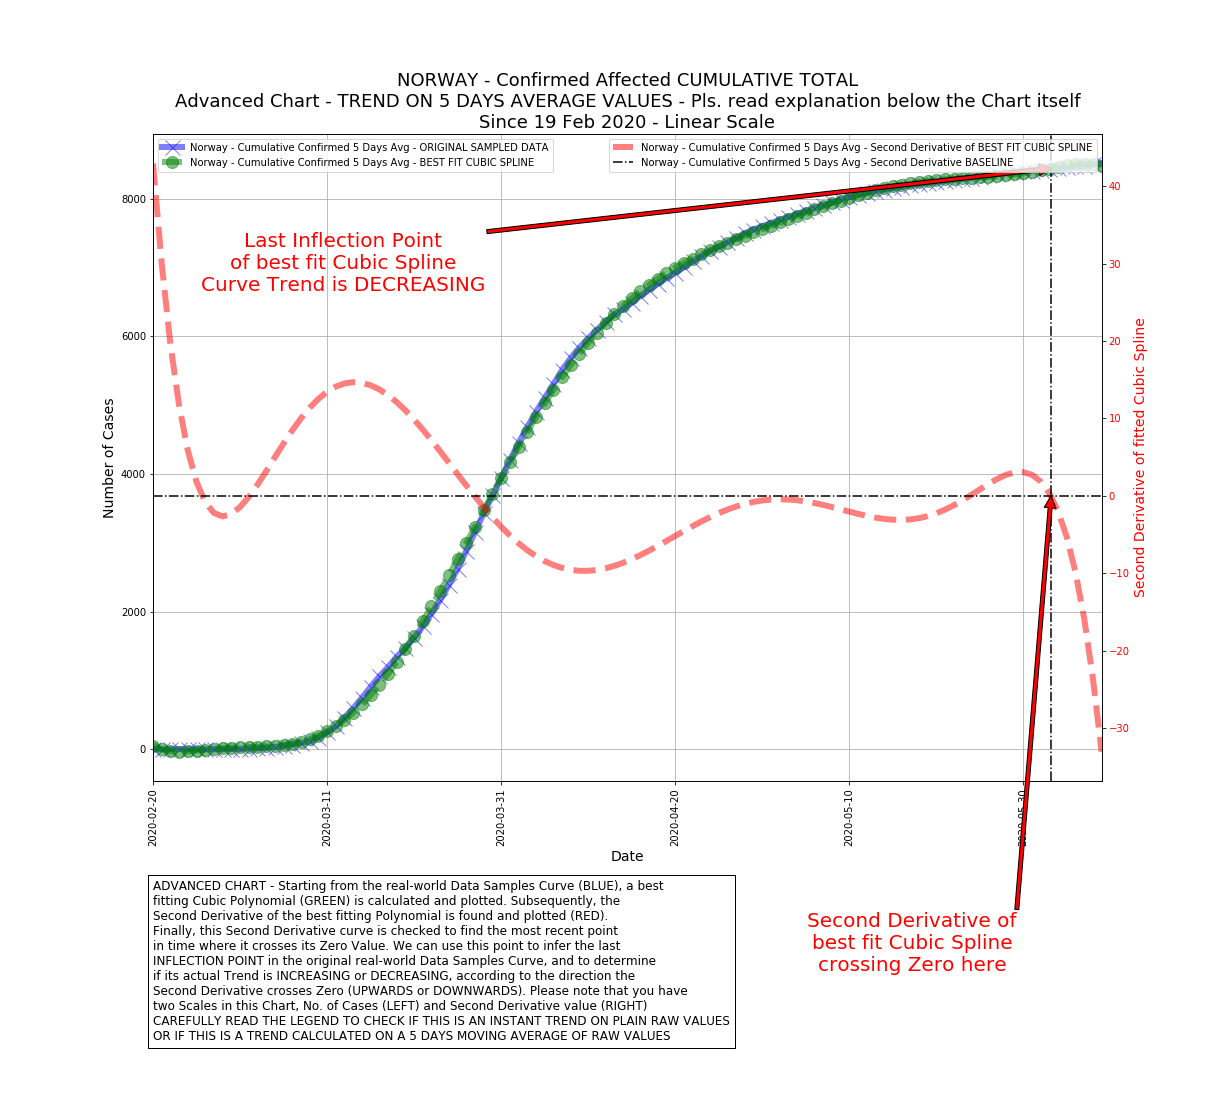 NORWAY - Confirmed Affected CUMULATIVE TOTAL
Advanced Chart - TREND ON 5 DAYS AVERAGE VALUES - Pls. read explanation below the Chart itself
Since 19 Feb 2020 - Linear Scale
Norway - Cumulative Confirmed 5 Days Avg - ORIGINAL SAMPLED DATA
Norway - Cumulative Confirmed 5 Days Avg - BEST FIT CUBIC SPLINE
Norway - Cumulative Confirmed 5 Days Avg - Second Derivative of BEST FIT CUBIC SPLINE
Norway - Cumulative Confirmed 5 Days Avg - Second Derivative BASELINE
Last Inflection Point
of best fit Cubic Spline
Curve Trend is DECREASING
Number of Cases
8000
6000
4000
2000
0
Second Derivative of fitted Cubic Spline
40
30
20
10
0
−10
−20
−30
2020-02-20
2020-03-11
2020-03-31
2020-04-20
2020-05-10
2020-05-30
Date
ADVANCED CHART - Starting from the real-world Data Samples Curve (BLUE), a best
fitting Cubic Polynomial (GREEN) is calculated and plotted. Subsequently, the
Second Derivative of the best fitting Polynomial is found and plotted (RED).
Finally, this Second Derivative curve is checked to find the most recent point
in time where it crosses its Zero Value. We can use this point to infer the last
INFLECTION POINT in the original real-world Data Samples Curve, and to determine
if its actual Trend is INCREASING or DECREASING, according to the direction the
Second Derivative crosses Zero (UPWARDS or DOWNWARDS). Please note that you have
two Scales in this Chart, No. of Cases (LEFT) and Second Derivative value (RIGHT)
CAREFULLY READ THE LEGEND TO CHECK IF THIS IS AN INSTANT TREND ON PLAIN RAW VALUES
OR IF THIS IS A TREND CALCULATED ON A 5 DAYS MOVING AVERAGE OF RAW VALUES
Second Derivative of
best fit Cubic Spline
crossing Zero here